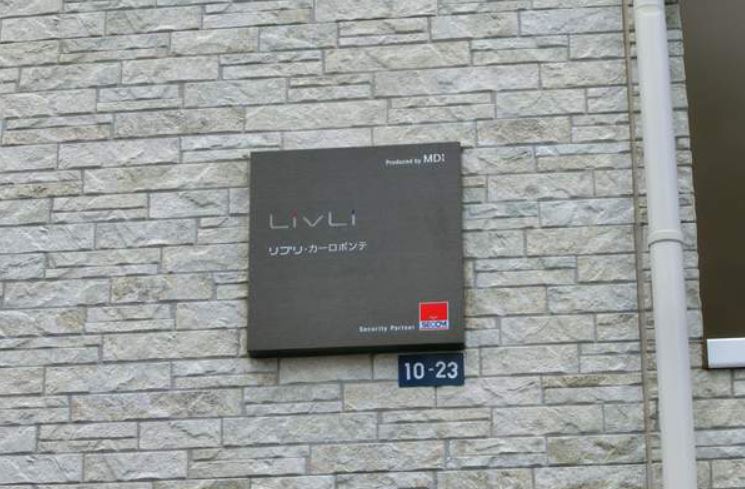 Produced by MDI
LivLi
リブリ・カーロポンテ
Security Partner
SECOM
10-23